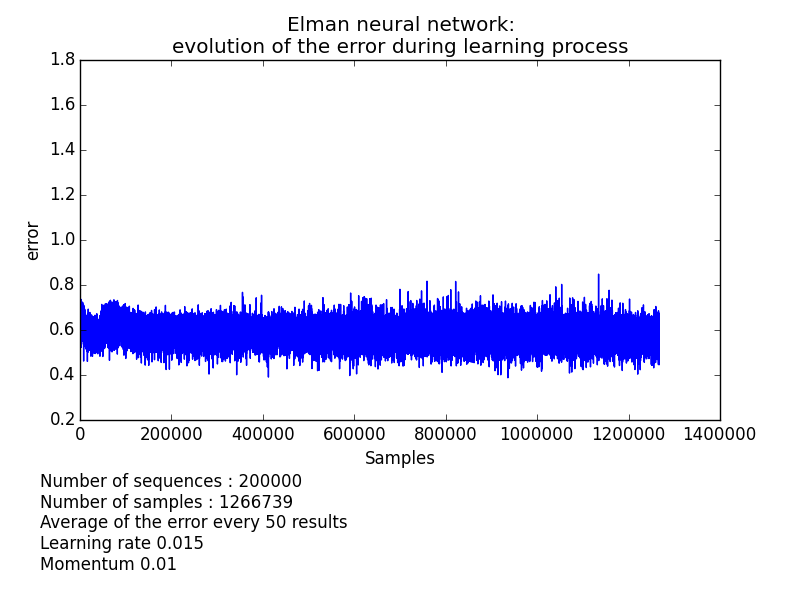 Elman neural network:
evolution of the error during learning process
1.8
1.6
1.4
1.2
1.0
0.8
0.6
0.4
0.2
error
0 200000 400000 600000 800000 1000000 1200000 1400000
Samples
Number of sequences : 200000
Number of samples : 1266739
Average of the error every 50 results
Learning rate 0.015
Momentum 0.01